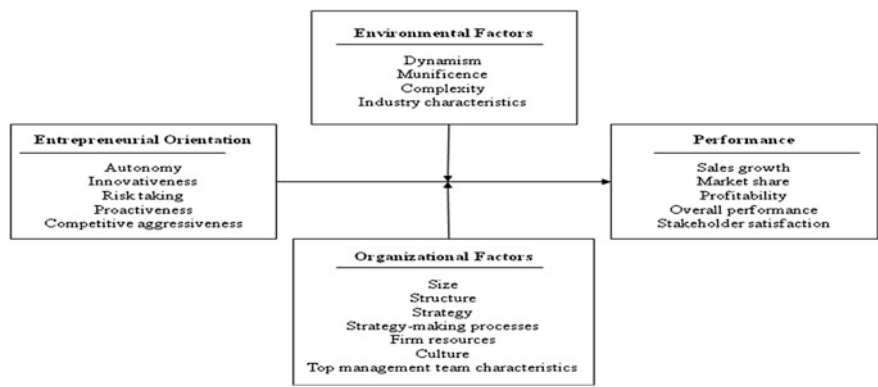 Environmental Factors
Dynamism
Munificence
Complexity
Industry characteristics
Entrepreneurial Orientation
Autonomy
Innovativeness
Risk taking
Proactiveness
Competitive aggressiveness
Performance
Sales growth
Market share
Profitability
Overall performance
Stakeholder satisfaction
Organizational Factors
Size
Structure
Strategy
Strategy-making processes
Firm resources
Culture
Top management team characteristics